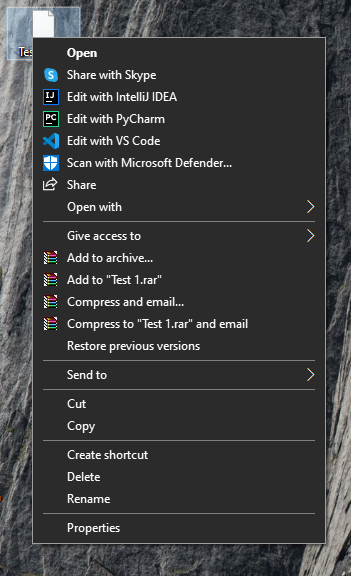 Open
Share with Skype
Edit with IntelliJ IDEA
Edit with PyCharm
Edit with VS Code
Scan with Microsoft Defender...
Share
Open with
Give access to
Add to archive...
Add to "Test 1.rar"
Compress and email...
Compress to "Test 1.rar" and email
Restore previous versions
Send to
Cut
Copy
Create shortcut
Delete
Rename
Properties